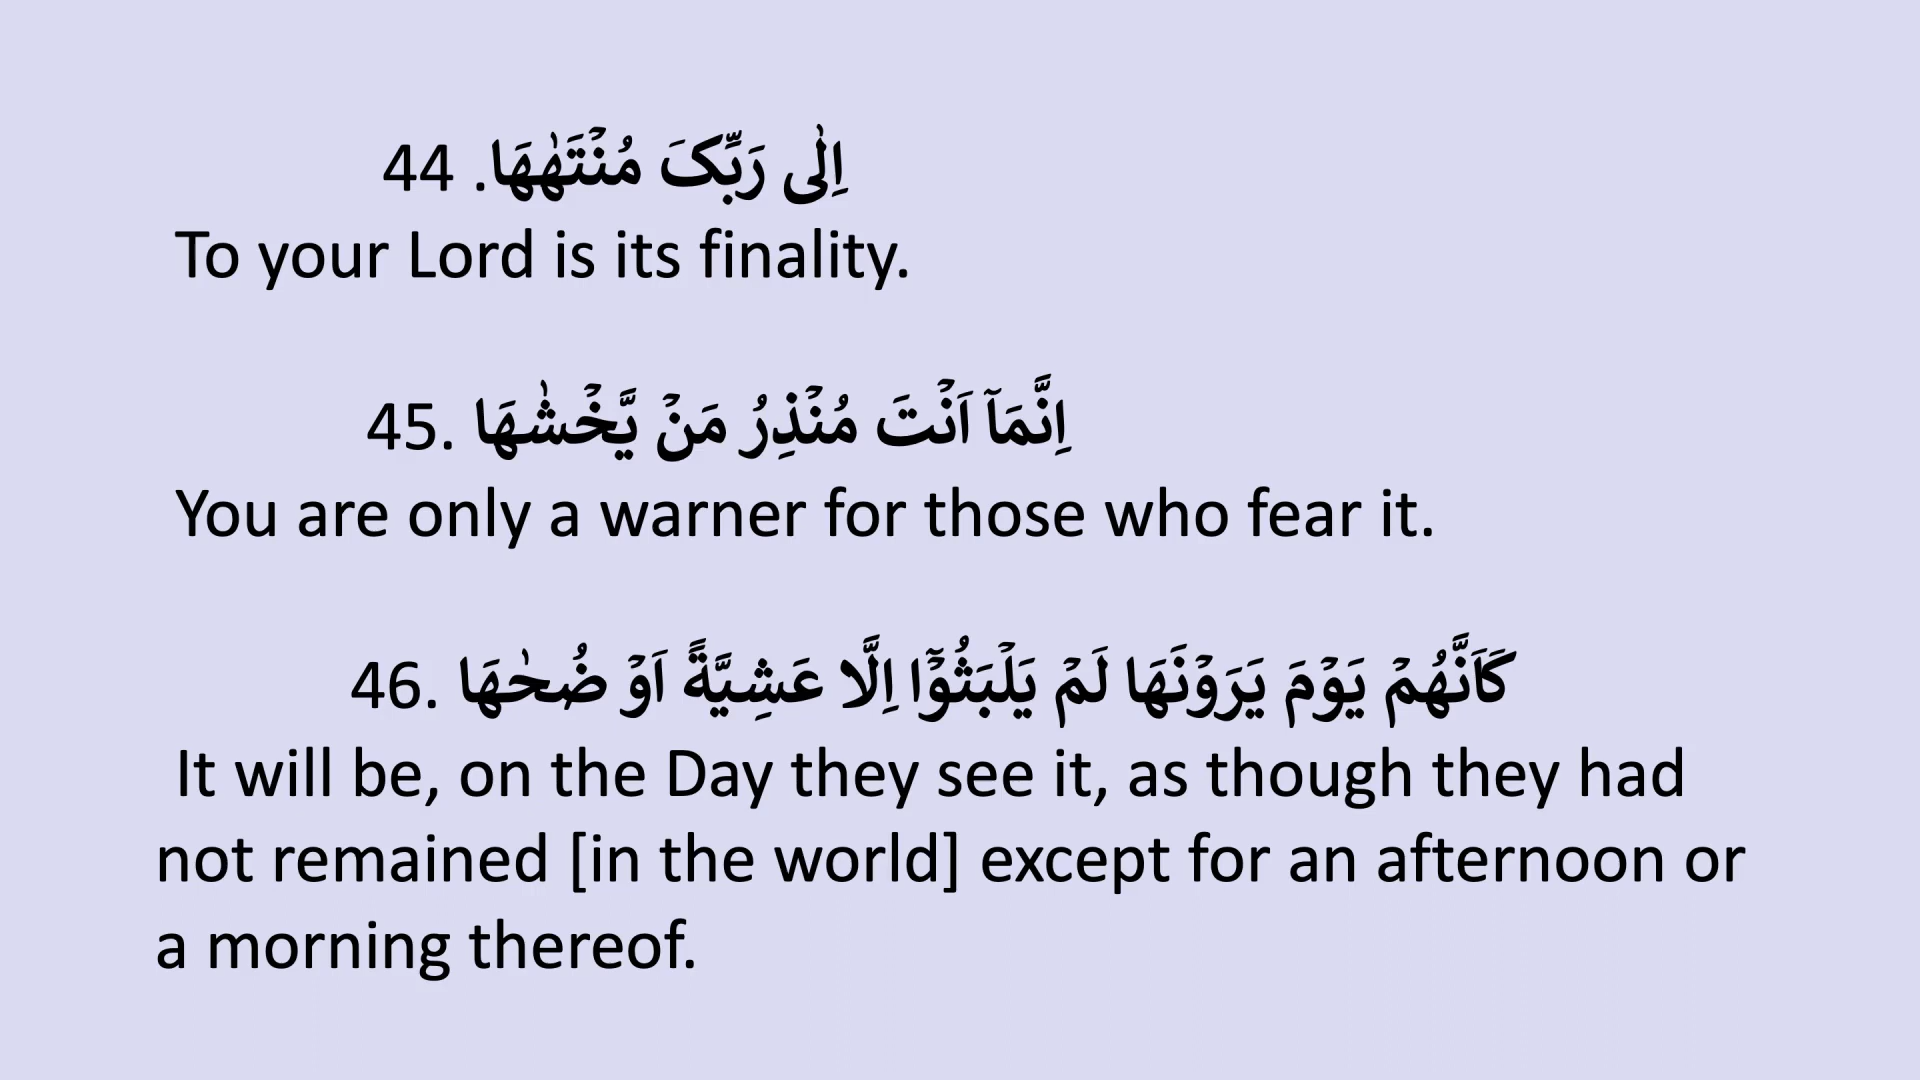 44 .اِلٰی رَبِّکَ مُنۡتَهٰهَا
To your Lord is its finality.
45. اِنَّمَاۤ اَنۡتَ مُنۡذِرُ مَنۡ يَّخۡشٰهَا
You are only a warner for those who fear it.
46. کَاَنَّهُمۡ يَوۡمَ يَرَوۡنَهَا لَمۡ يَلۡبَثُوۡۤا اِلَّا عَشِيَّةً اَوۡ ضُحٰهَا
It will be, on the Day they see it, as though they had
not remained [in the world] except for an afternoon or
a morning thereof.